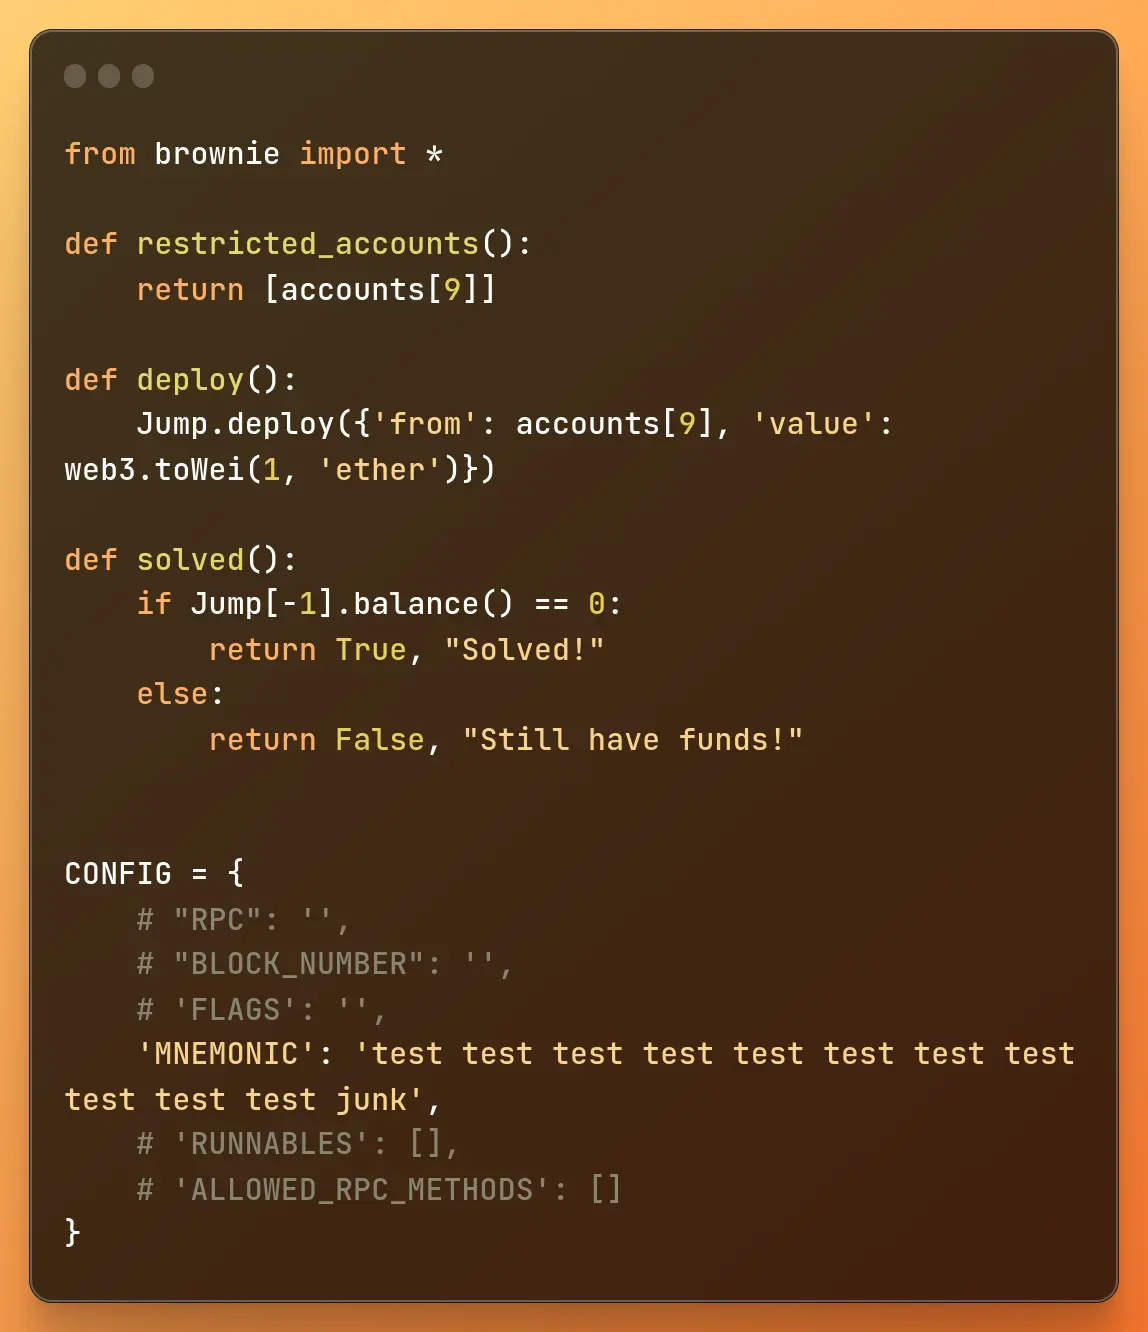 from brownie import *

def restricted_accounts():
    return [accounts[9]]

def deploy():
    Jump.deploy({'from': accounts[9], 'value':
web3.toWei(1, 'ether')})

def solved():
    if Jump[-1].balance() == 0:
        return True, "Solved!"
    else:
        return False, "Still have funds!"


CONFIG = {
    # "RPC": '',
    # "BLOCK_NUMBER": '',
    # 'FLAGS': '',
    'MNEMONIC': 'test test test test test test test test
test test test junk',
    # 'RUNNABLES': [],
    # 'ALLOWED_RPC_METHODS': []
}